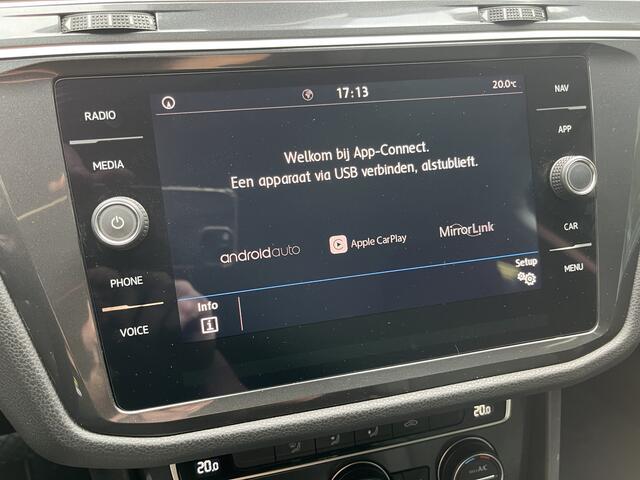 17:13
20.0°C
RADIO
MEDIA
PHONE
VOICE
Welkom bij App-Connect.
Een apparaat via USB verbinden, alstublieft.
androidauto
Apple CarPlay
MirrorLink
Info
i
Setup
NAV
APP
CAR
MENU
20.0
20.0
A/C